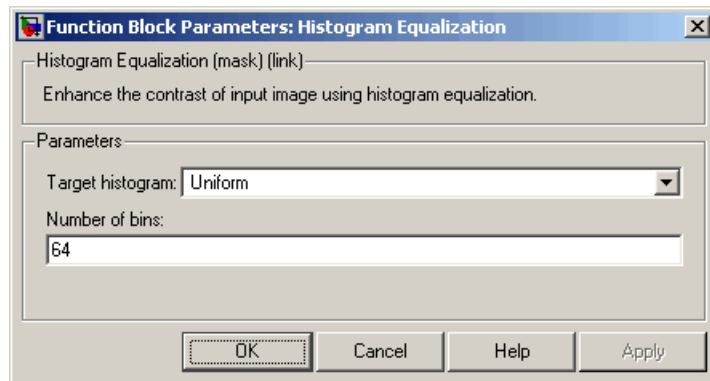 Function Block Parameters: Histogram Equalization
Histogram Equalization (mask) (link)
Enhance the contrast of input image using histogram equalization.
Parameters
Target histogram: Uniform
Number of bins:
64
OK Cancel Help Apply